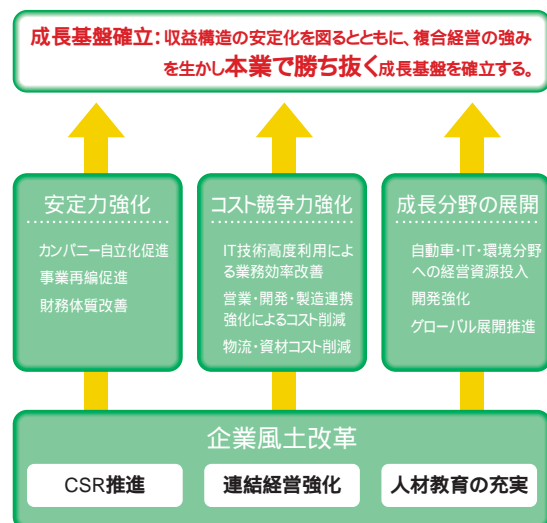 成長基盤確立：収益構造の安定化を図るとともに、複合経営の強み
を生かし本業で勝ち抜く成長基盤を確立する。
安定力強化
カンパニー自立化促進
事業再編促進
財務体質改善
コスト競争力強化
IT技術高度利用によ
る業務効率改善
営業・開発・製造連携
強化によるコスト削減
物流・資材コスト削減
成長分野の展開
自動車・IT・環境分野
への経営資源投入
開発強化
グローバル展開推進
企業風土改革
CSR推進
連結経営強化
人材教育の充実